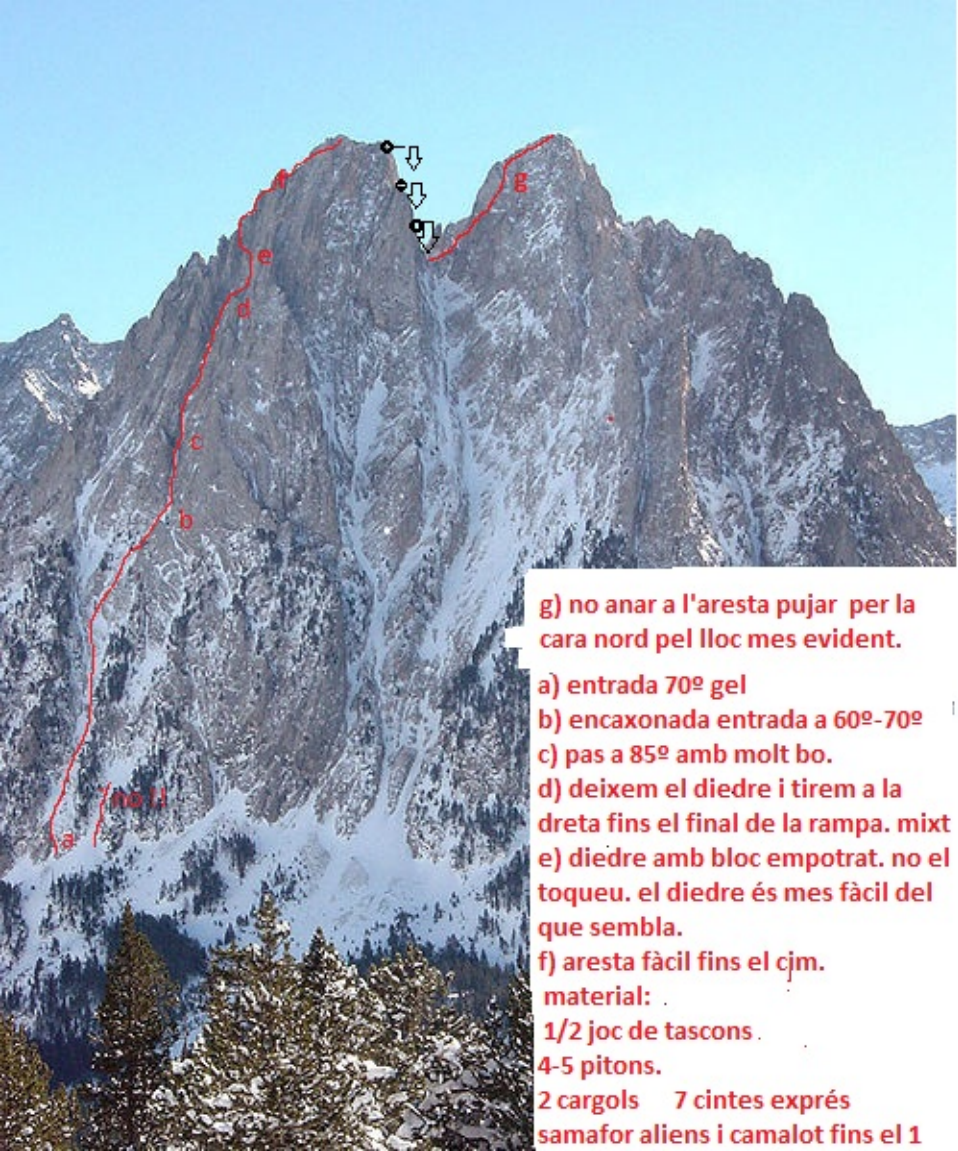 f
g
e
d
c
b
no !!
a
g) no anar a l'aresta pujar per la
cara nord pel lloc mes evident.
a) entrada 70º gel
b) encaxonada entrada a 60º-70º
c) pas a 85º amb molt bo.
d) deixem el diedre i tirem a la
dreta fins el final de la rampa. mixt
e) diedre amb bloc empotrat. no el
toqueu. el diedre és mes fàcil del
que sembla.
f) aresta fàcil fins el cjm.
material:
1/2 joc de tascons
4-5 pitons.
2 cargols 7 cintes exprés
samafor aliens i camalot fins el 1